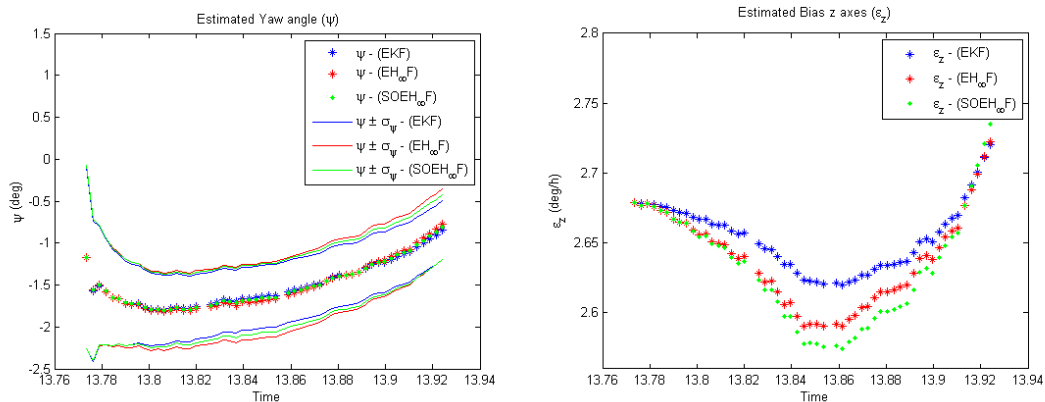 Estimated Yaw angle (ψ)
1.5
1
0.5
0
-0.5
-1
-1.5
-2
-2.5
ψ (deg)
ψ - (EKF)
ψ - (EH∞F)
ψ - (SOEH∞F)
ψ ± σψ - (EKF)
ψ ± σψ - (EH∞F)
ψ ± σψ - (SOEH∞F)
13.76 13.78 13.8 13.82 13.84 13.86 13.88 13.9 13.92 13.94
Time
Estimated Bias z axes (εz)
2.8
2.75
2.7
2.65
2.6
εz (deg/h)
εz - (EKF)
εz - (EH∞F)
εz - (SOEH∞F)
13.76 13.78 13.8 13.82 13.84 13.86 13.88 13.9 13.92 13.94
Time